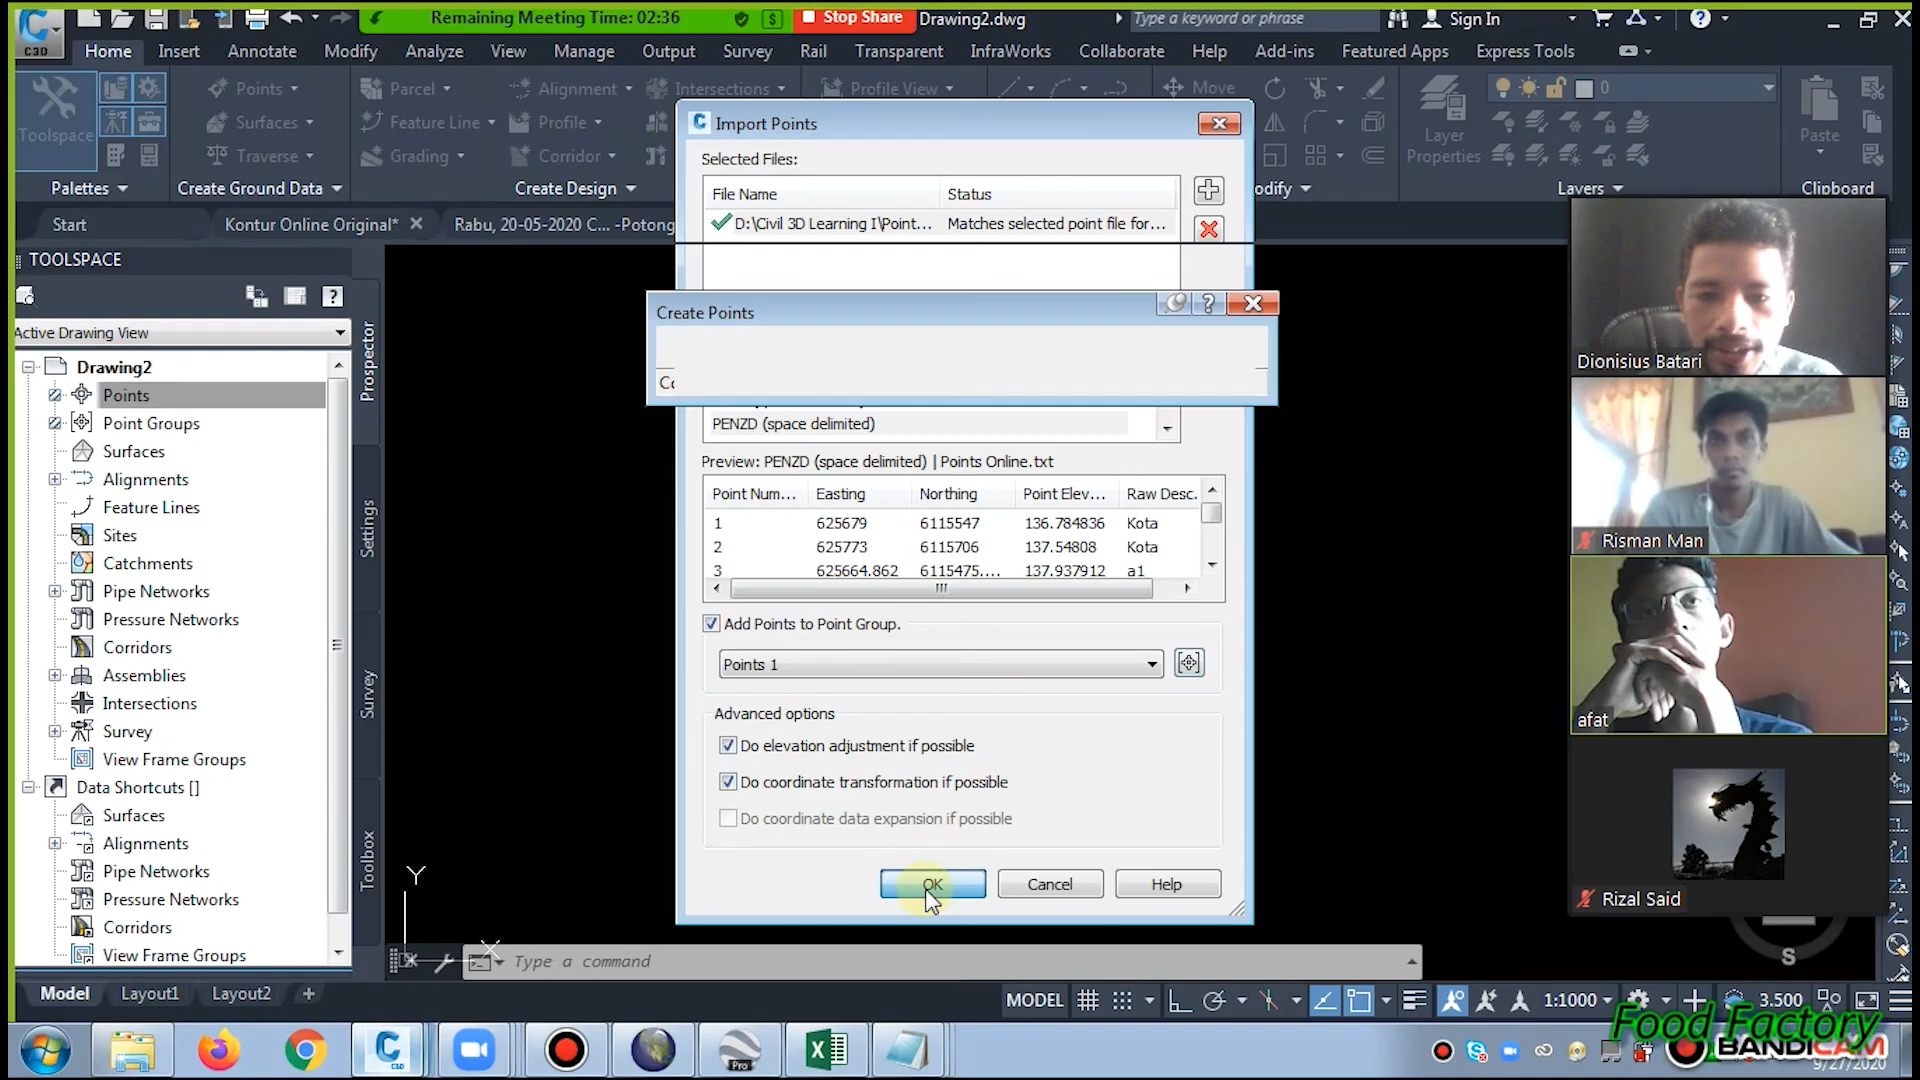 Remaining Meeting Time: 02:36
Stop Share
Drawing2.dwg
Type a keyword or phrase
Sign In
C3D
Home
Insert
Annotate
Modify
Analyze
View
Manage
Output
Survey
Rail
Transparent
InfraWorks
Collaborate
Help
Add-ins
Featured Apps
Express Tools
Toolspace
Points
Surfaces
Traverse
Parcel
Feature Line
Grading
Alignment
Profile
Corridor
Intersections
Profile View
Move
Layer
Properties
0
Paste
Palettes
Create Ground Data
Create Design
odify
Layers
Clipboard
Start
Kontur Online Original*
Rabu, 20-05-2020 C... -Potong
TOOLSPACE
Active Drawing View
Drawing2
Points
Point Groups
Surfaces
Alignments
Feature Lines
Sites
Catchments
Pipe Networks
Pressure Networks
Corridors
Assemblies
Intersections
Survey
View Frame Groups
Data Shortcuts []
Surfaces
Alignments
Pipe Networks
Pressure Networks
Corridors
View Frame Groups
Prospector
Settings
Survey
Toolbox
Import Points
Selected Files:
File Name Status
D:\Civil 3D Learning I\Point... Matches selected point file for...
Create Points
PENZD (space delimited)
Preview: PENZD (space delimited) | Points Online.txt
Point Num... Easting Northing Point Elev... Raw Desc.
1 625679 6115547 136.784836 Kota
2 625773 6115706 137.54808 Kota
3 625664.862 6115475.... 137.937912 a1
Add Points to Point Group.
Points 1
Advanced options
Do elevation adjustment if possible
Do coordinate transformation if possible
Do coordinate data expansion if possible
OK
Cancel
Help
Dionisius Batari
Risman Man
afat
Rizal Said
Y
X
S
Type a command
Model
Layout1
Layout2
MODEL
1:1000
3.500
Food Factory
BANDICAM
9/27/2020
Pro
C3D